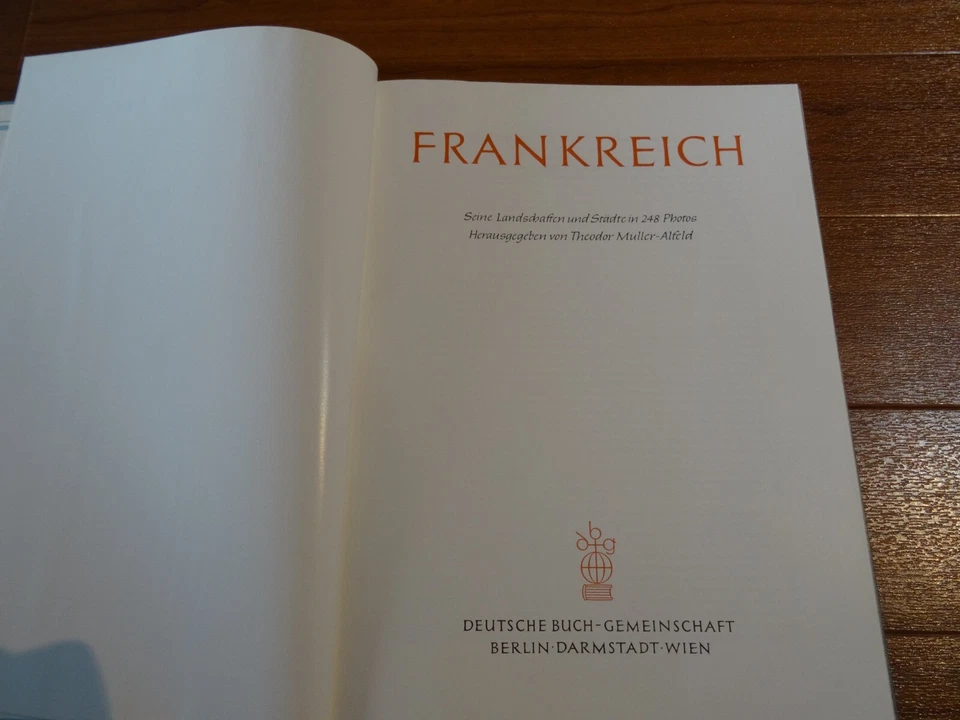 FRANKREICH
Seine Landschaften und Städte in 248 Photos
Herausgegeben von Theodor Müller-Alfeld
dbg
DEUTSCHE BUCH-GEMEINSCHAFT
BERLIN·DARMSTADT·WIEN